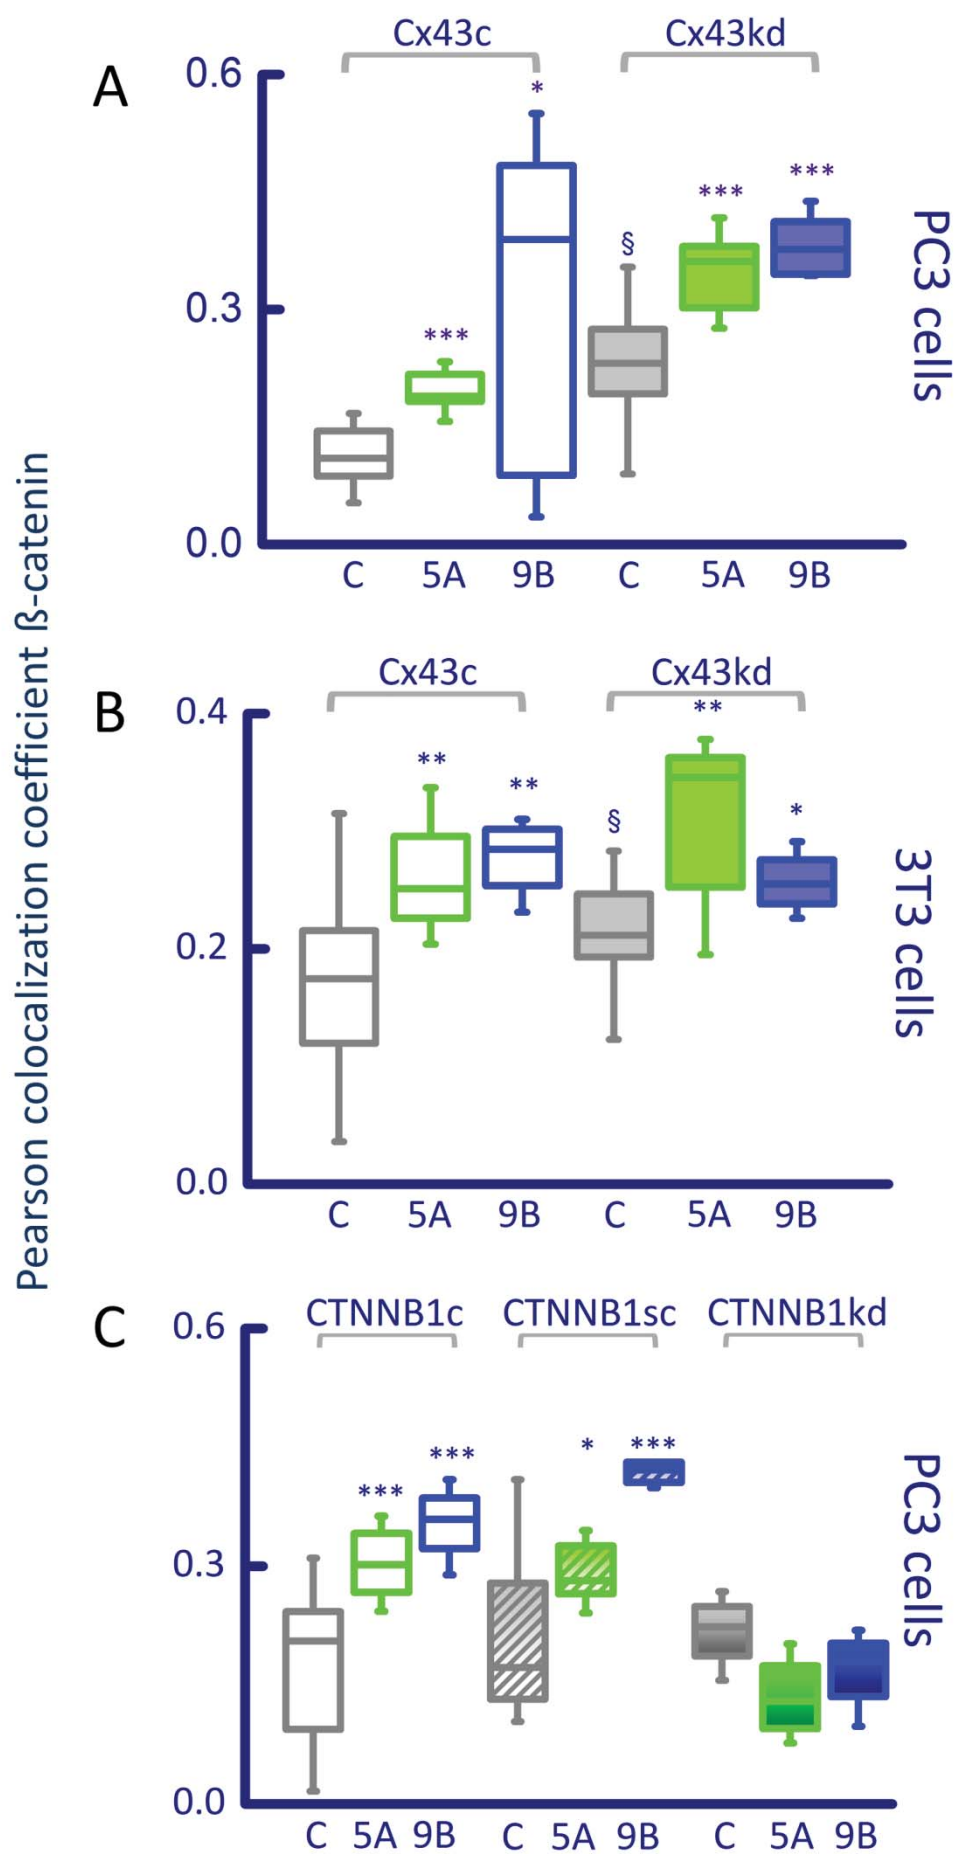 Pearson colocalization coefficient ß-catenin
A
Cx43c Cx43kd
0.6
0.3
0.0
*** * § *** ***
C 5A 9B C 5A 9B
PC3 cells
B
Cx43c Cx43kd
0.4
0.2
0.0
** ** § ** *
C 5A 9B C 5A 9B
3T3 cells
C
CTNNB1c CTNNB1sc CTNNB1kd
0.6
0.3
0.0
*** *** * ***
C 5A 9B C 5A 9B C 5A 9B
PC3 cells